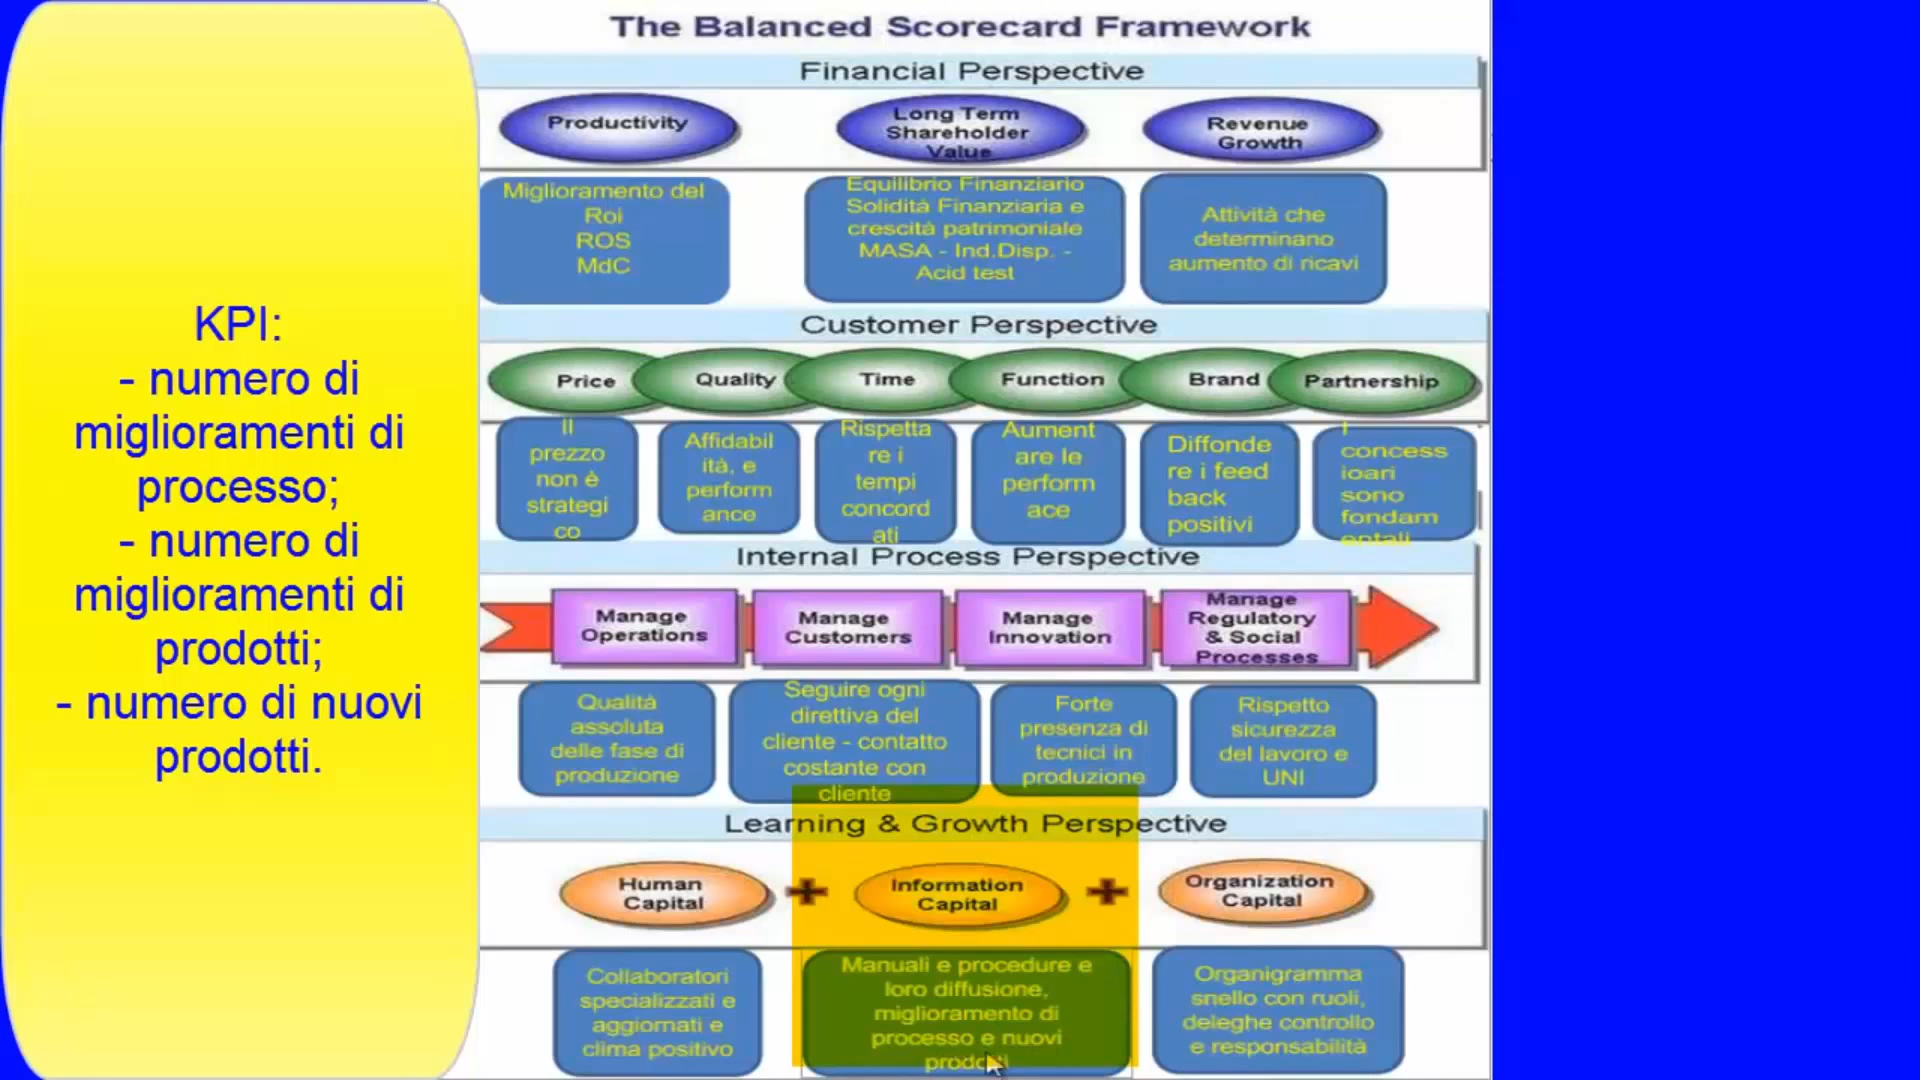 KPI:
- numero di
miglioramenti di
processo;
- numero di
miglioramenti di
prodotti;
- numero di nuovi
prodotti.
The Balanced Scorecard Framework
Financial Perspective
Productivity
Long Term
Shareholder
Value
Revenue
Growth
Miglioramento del
Roi
ROS
MdC
Equilibrio Finanziario
Solidità Finanziaria e
crescità patrimoniale
MASA - Ind.Disp. -
Acid test
Attività che
determinano
aumento di ricavi
Customer Perspective
Price
Quality
Time
Function
Brand
Partnership
Il
prezzo
non è
strategi
co
Affidabil
ità, e
perform
ance
Rispetta
re i
tempi
concord
ati
Aument
are le
perform
ace
Diffonde
re i feed
back
positivi
I
concess
ioari
sono
fondam
entali
Internal Process Perspective
Manage
Operations
Manage
Customers
Manage
Innovation
Manage
Regulatory
& Social
Processes
Qualità
assoluta
delle fase di
produzione
Seguire ogni
direttiva del
cliente - contatto
costante con
cliente
Forte
presenza di
tecnici in
produzione
Rispetto
sicurezza
del lavoro e
UNI
Learning & Growth Perspective
Human
Capital
Information
Capital
Organization
Capital
Collaboratori
specializzati e
aggiornati e
clima positivo
Manuali e procedure e
loro diffusione,
miglioramento di
processo e nuovi
prodotti
Organigramma
snello con ruoli,
deleghe controllo
e responsabilità